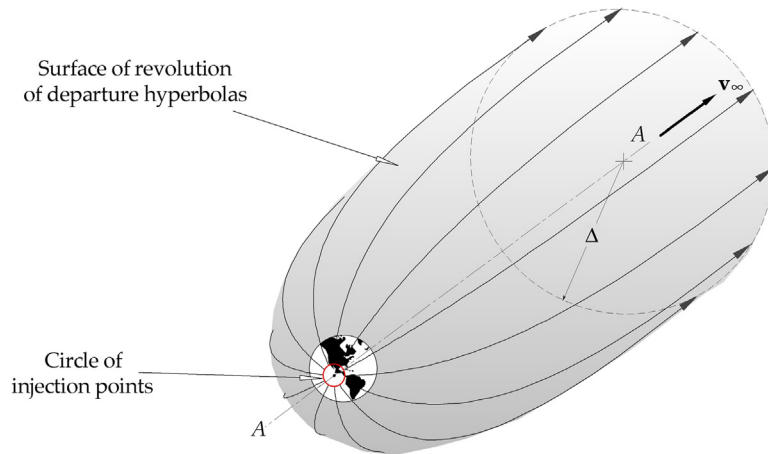 Surface of revolution
of departure hyperbolas
v∞
A
Δ
Circle of
injection points
A